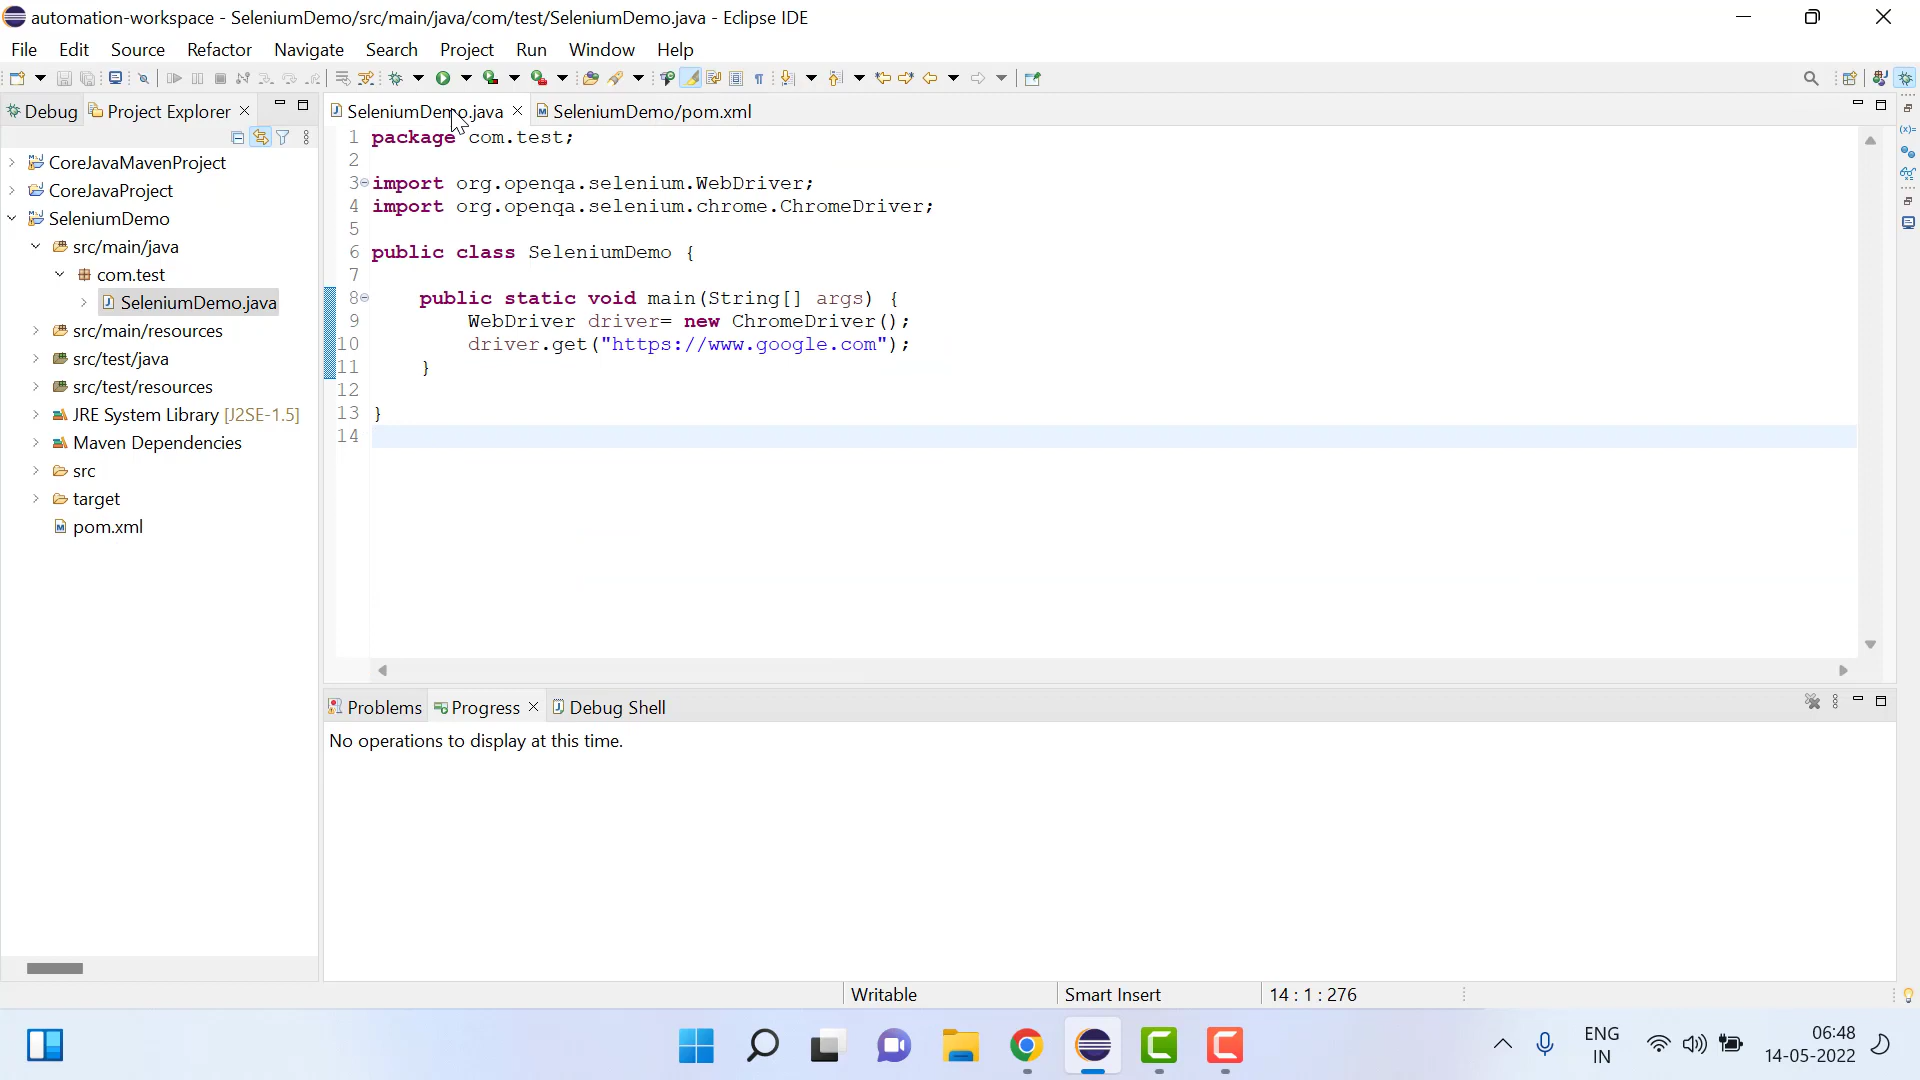 automation-workspace - SeleniumDemo/src/main/java/com/test/SeleniumDemo.java - Eclipse IDE
File Edit Source Refactor Navigate Search Project Run Window Help
Debug Project Explorer SeleniumDemo.java SeleniumDemo/pom.xml
CoreJavaMavenProject
CoreJavaProject
SeleniumDemo
src/main/java
com.test
SeleniumDemo.java
src/main/resources
src/test/java
src/test/resources
JRE System Library [J2SE-1.5]
Maven Dependencies
src
target
pom.xml
1 package com.test;
2
3 import org.openqa.selenium.WebDriver;
4 import org.openqa.selenium.chrome.ChromeDriver;
5
6 public class SeleniumDemo {
7
8 public static void main(String[] args) {
9 WebDriver driver= new ChromeDriver();
10 driver.get("https://www.google.com");
11 }
12
13 }
14
Problems Progress Debug Shell
No operations to display at this time.
Writable Smart Insert 14 : 1 : 276
ENG
IN
06:48
14-05-2022